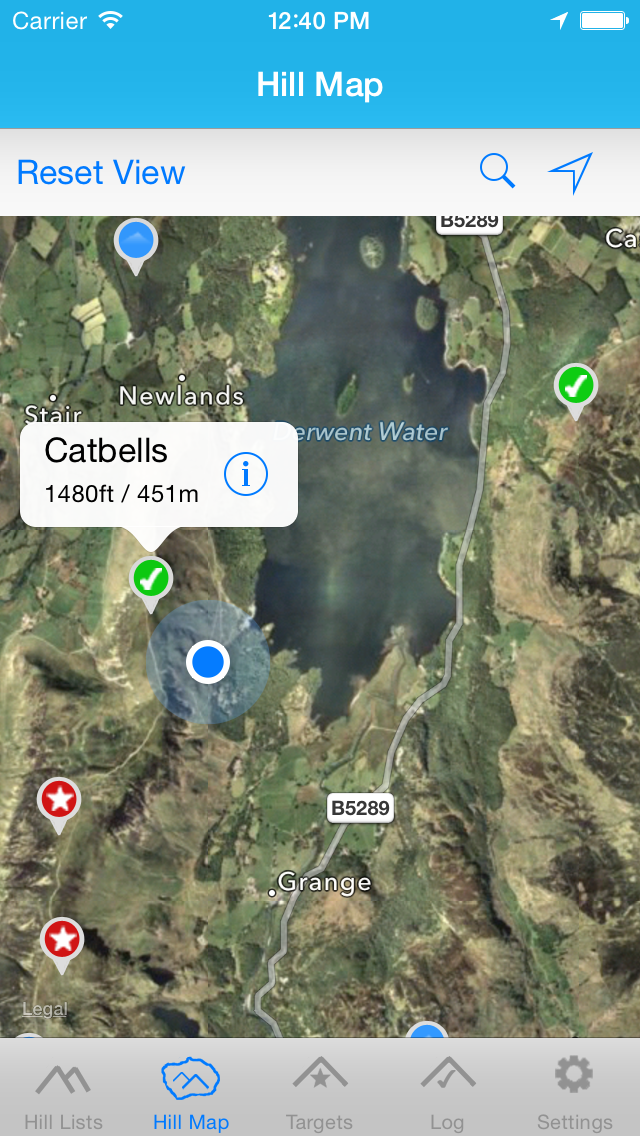 Carrier 12:40 PM
Hill Map
Reset View
B5289
Ca
Newlands
Stair
Derwent Water
Catbells
1480ft / 451m
i
B5289
Grange
Legal
Hill Lists Hill Map Targets Log Settings